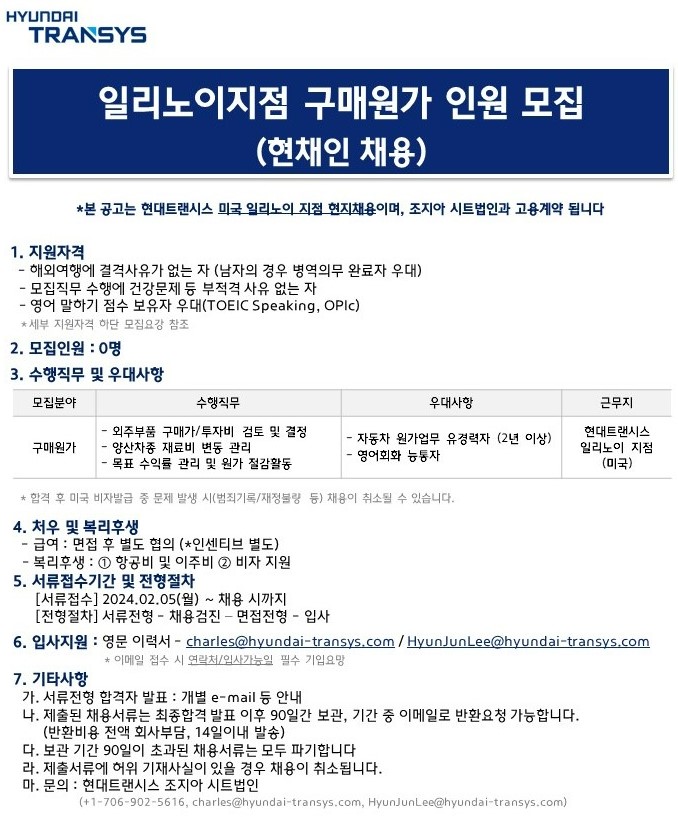 HYUNDAI
TRANSYS
일리노이지점 구매원가 인원 모집
(현채인 채용)
*본 공고는 현대트랜시스 미국 일리노이 지점 현지채용이며, 조지아 시트법인과 고용계약 됩니다
1. 지원자격
- 해외여행에 결격사유가 없는 자 (남자의 경우 병역의무 완료자 우대)
- 모집직무 수행에 건강문제 등 부적격 사유 없는 자
- 영어 말하기 점수 보유자 우대(TOEIC Speaking, OPIc)
*세부 지원자격 하단 모집요강 참조
2. 모집인원 : 0명
3. 수행직무 및 우대사항
모집분야 수행직무 우대사항 근무지
구매원가
- 외주부품 구매가/투자비 검토 및 결정
- 양산차종 재료비 변동 관리
- 목표 수익률 관리 및 원가 절감활동
- 자동차 원가업무 유경력자 (2년 이상)
- 영어회화 능통자
현대트랜시스
일리노이 지점
(미국)
* 합격 후 미국 비자발급 중 문제 발생 시(범죄기록/재정불량 등) 채용이 취소될 수 있습니다.
4. 처우 및 복리후생
- 급여 : 면접 후 별도 협의 (*인센티브 별도)
- 복리후생 : ① 항공비 및 이주비 ② 비자 지원
5. 서류접수기간 및 전형절차
[서류접수] 2024.02.05(월) ~ 채용 시까지
[전형절차] 서류전형 - 채용검진 – 면접전형 - 입사
6. 입사지원 : 영문 이력서 - charles@hyundai-transys.com / HyunJunLee@hyundai-transys.com
* 이메일 접수 시 연락처/입사가능일 필수 기입요망
7. 기타사항
가. 서류전형 합격자 발표 : 개별 e-mail 등 안내
나. 제출된 채용서류는 최종합격 발표 이후 90일간 보관, 기간 중 이메일로 반환요청 가능합니다.
(반환비용 전액 회사부담, 14일이내 발송)
다. 보관 기간 90일이 초과된 채용서류는 모두 파기합니다
라. 제출서류에 허위 기재사실이 있을 경우 채용이 취소됩니다.
마. 문의 : 현대트랜시스 조지아 시트법인
(+1-706-902-5616, charles@hyundai-transys.com, HyunJunLee@hyundai-transys.com)